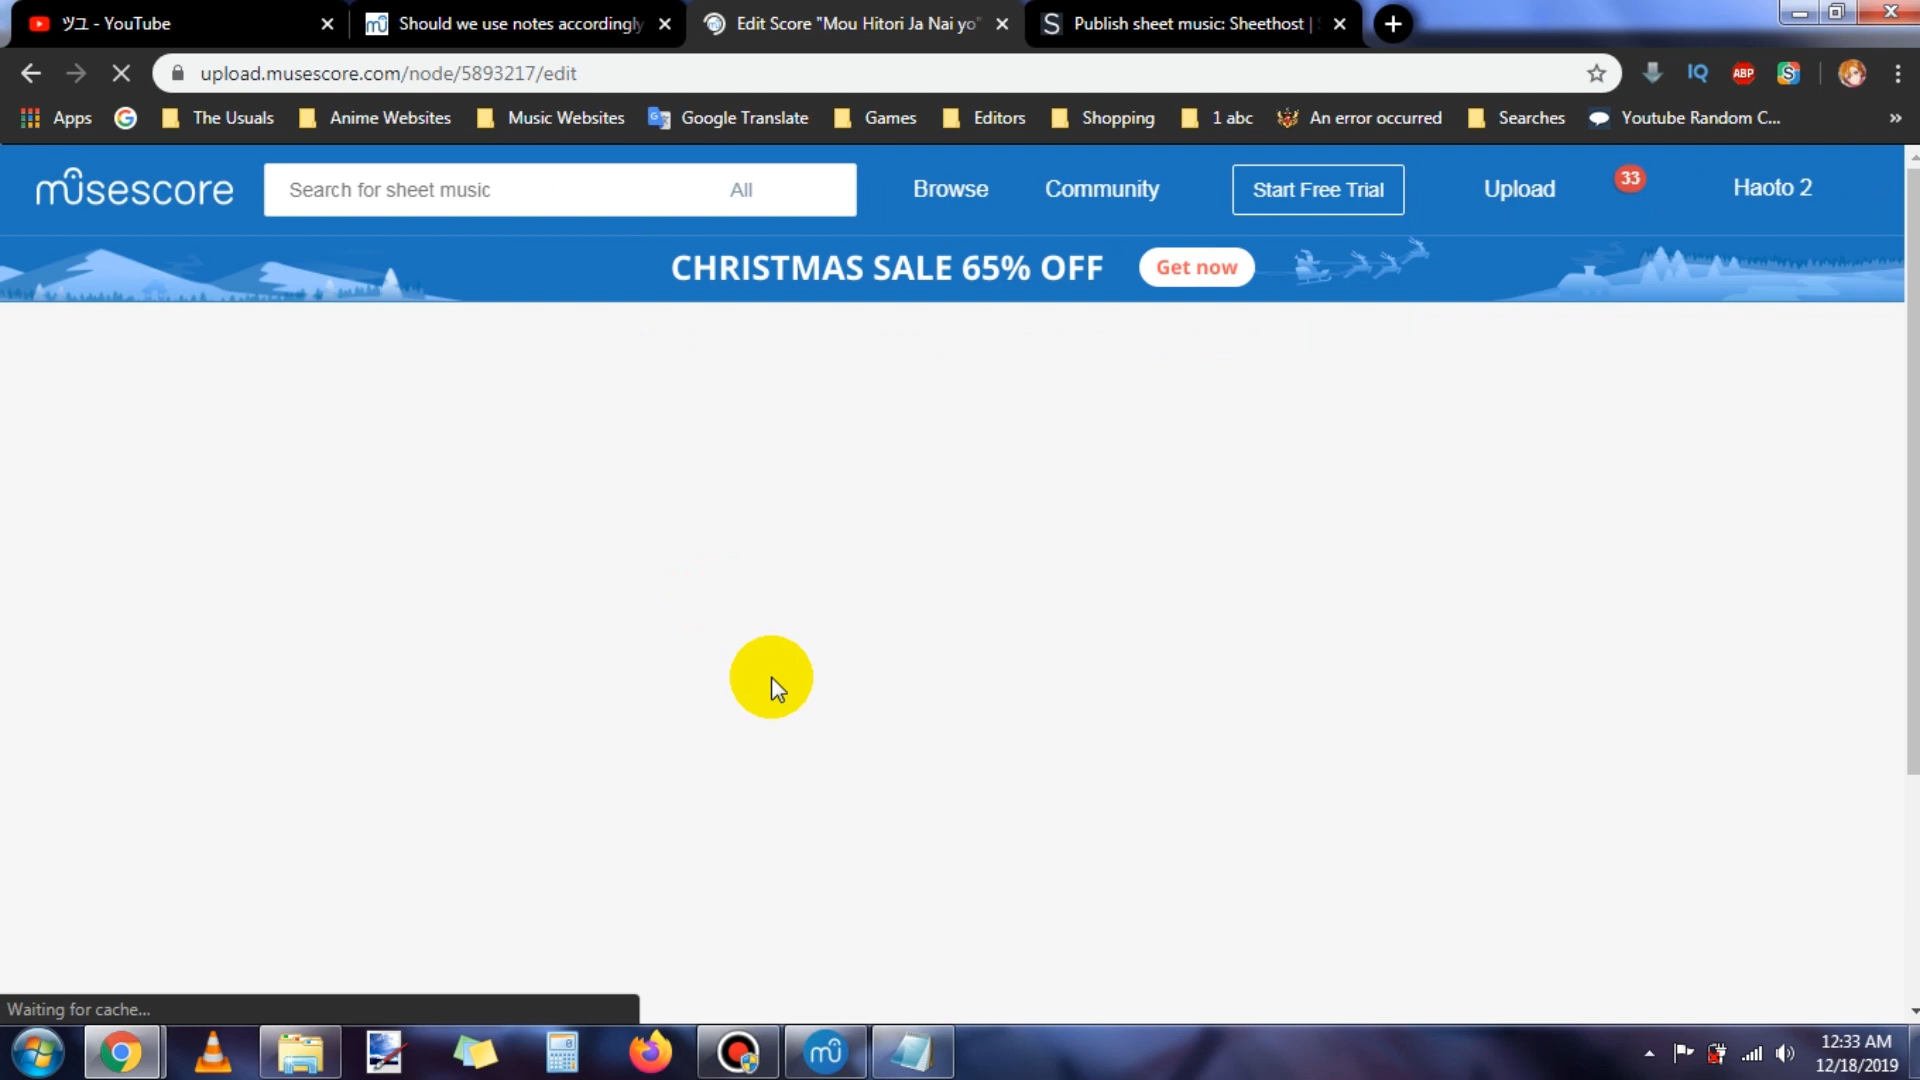 ツユ - YouTube
Should we use notes accordingly
Edit Score "Mou Hitori Ja Nai yo"
Publish sheet music: Sheethost |
upload.musescore.com/node/5893217/edit
IQ
ABP
Apps
The Usuals
Anime Websites
Music Websites
Google Translate
Games
Editors
Shopping
1 abc
An error occurred
Searches
Youtube Random C...
»
musescore
Search for sheet music
All
Browse
Community
Start Free Trial
Upload
33
Haoto 2
CHRISTMAS SALE 65% OFF
Get now
Waiting for cache...
12:33 AM
12/18/2019